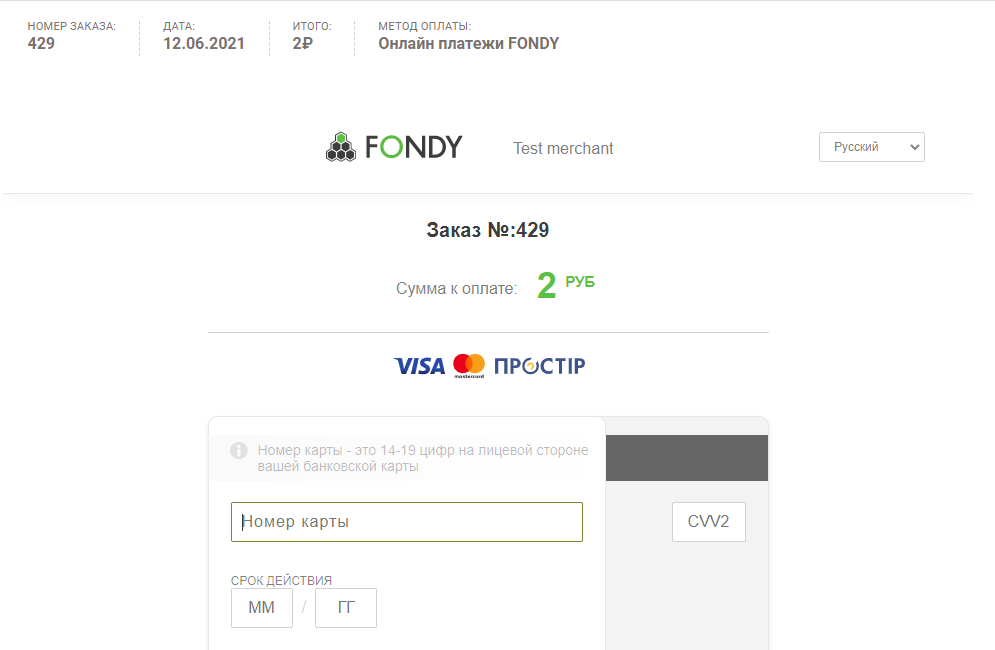 НОМЕР ЗАКАЗА: ДАТА: ИТОГО: МЕТОД ОПЛАТЫ:
429 12.06.2021 2₽ Онлайн платежи FONDY
FONDY Test merchant Русский
Заказ №:429
Сумма к оплате: 2 РУБ
VISA mastercard ПРОСТІР
Номер карты - это 14-19 цифр на лицевой стороне
вашей банковской карты
Номер карты CVV2
СРОК ДЕЙСТВИЯ
ММ / ГГ